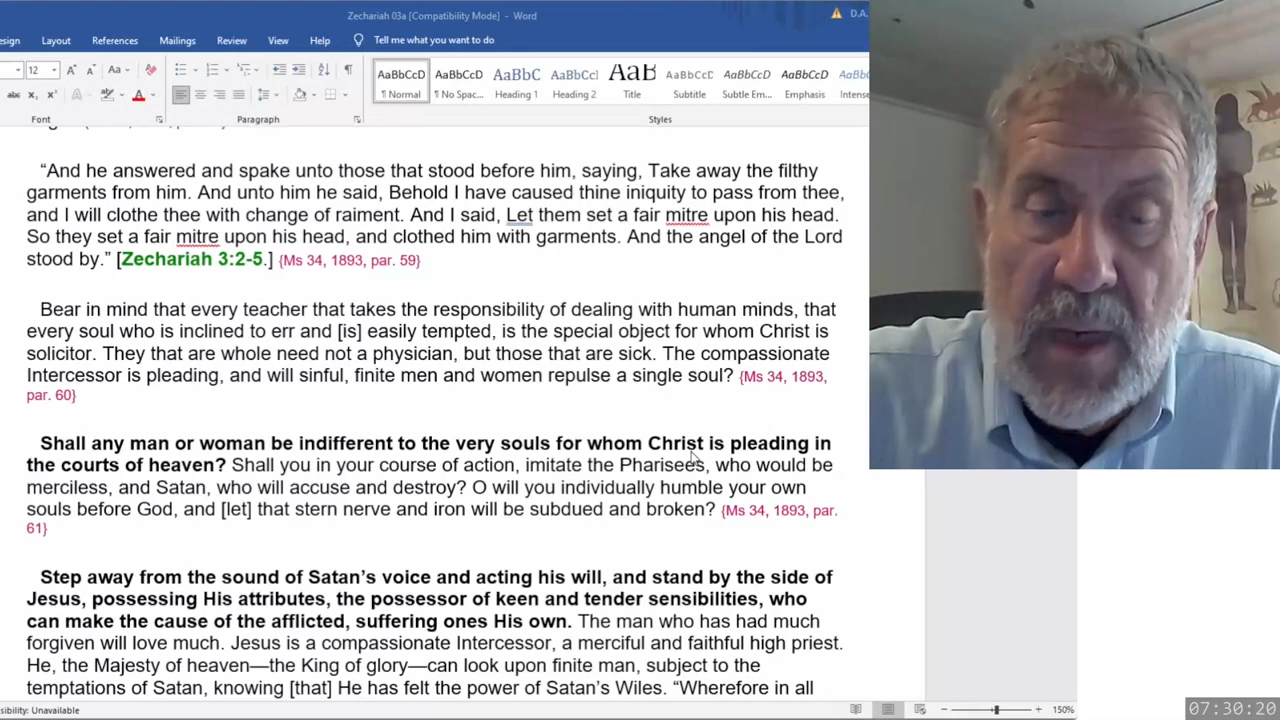 Zechariah 03a [Compatibility Mode] - Word
D.A.
esign Layout References Mailings Review View Help Tell me what you want to do
12 Aa
AaBbCcD AaBbCcD AaBbC AaBbCcI AaB AaBbCcD AaBbCcD AaBbCcD AaBbC
¶ Normal ¶ No Spac... Heading 1 Heading 2 Title Subtitle Subtle Em... Emphasis Intense
Font Paragraph Styles
“And he answered and spake unto those that stood before him, saying, Take away the filthy
garments from him. And unto him he said, Behold I have caused thine iniquity to pass from thee,
and I will clothe thee with change of raiment. And I said, Let them set a fair mitre upon his head.
So they set a fair mitre upon his head, and clothed him with garments. And the angel of the Lord
stood by.” [Zechariah 3:2-5.] {Ms 34, 1893, par. 59}
Bear in mind that every teacher that takes the responsibility of dealing with human minds, that
every soul who is inclined to err and [is] easily tempted, is the special object for whom Christ is
solicitor. They that are whole need not a physician, but those that are sick. The compassionate
Intercessor is pleading, and will sinful, finite men and women repulse a single soul? {Ms 34, 1893,
par. 60}
Shall any man or woman be indifferent to the very souls for whom Christ is pleading in
the courts of heaven? Shall you in your course of action, imitate the Pharisees, who would be
merciless, and Satan, who will accuse and destroy? O will you individually humble your own
souls before God, and [let] that stern nerve and iron will be subdued and broken? {Ms 34, 1893, par.
61}
Step away from the sound of Satan’s voice and acting his will, and stand by the side of
Jesus, possessing His attributes, the possessor of keen and tender sensibilities, who
can make the cause of the afflicted, suffering ones His own. The man who has had much
forgiven will love much. Jesus is a compassionate Intercessor, a merciful and faithful high priest.
He, the Majesty of heaven—the King of glory—can look upon finite man, subject to the
temptations of Satan, knowing [that] He has felt the power of Satan’s Wiles. “Wherefore in all
sibility: Unavailable
150%
07:30:20